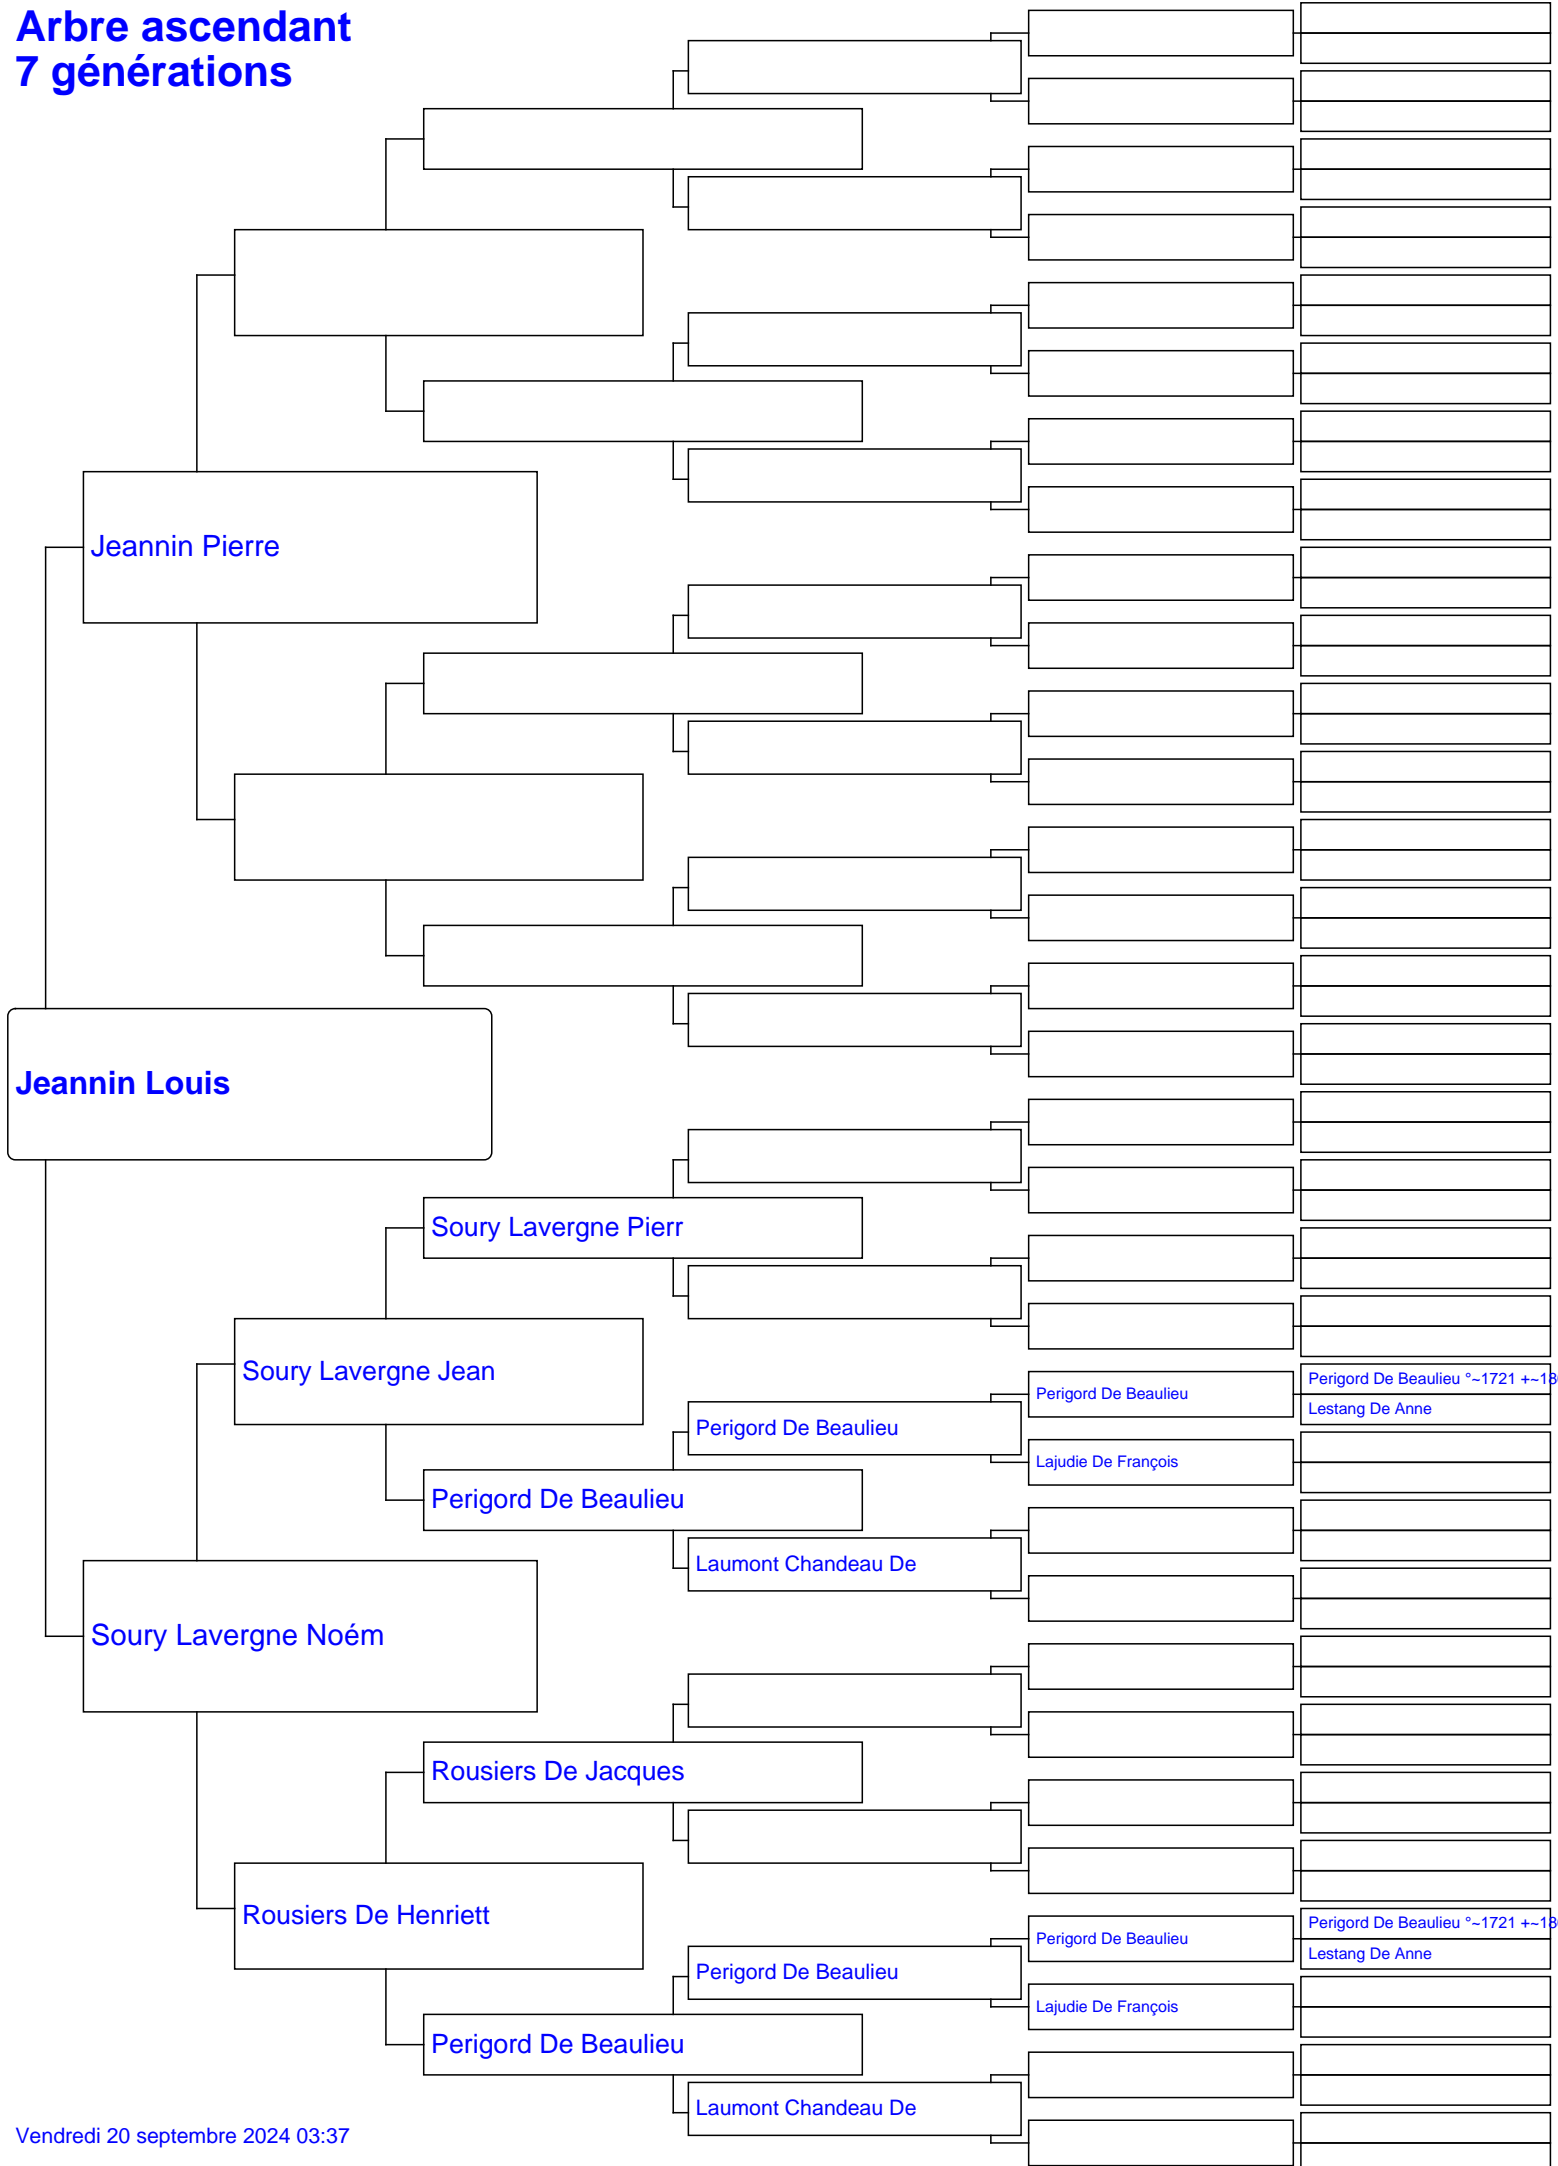 Arbre ascendant
7 générations
Jeannin Pierre
Jeannin Louis
Soury Lavergne Pierr
Soury Lavergne Jean
Perigord De Beaulieu
Perigord De Beaulieu °~1721 +~18
Lestang De Anne
Perigord De Beaulieu
Lajudie De François
Perigord De Beaulieu
Laumont Chandeau De
Soury Lavergne Noém
Rousiers De Jacques
Rousiers De Henriett
Perigord De Beaulieu
Perigord De Beaulieu °~1721 +~18
Lestang De Anne
Perigord De Beaulieu
Lajudie De François
Perigord De Beaulieu
Laumont Chandeau De
Vendredi 20 septembre 2024 03:37